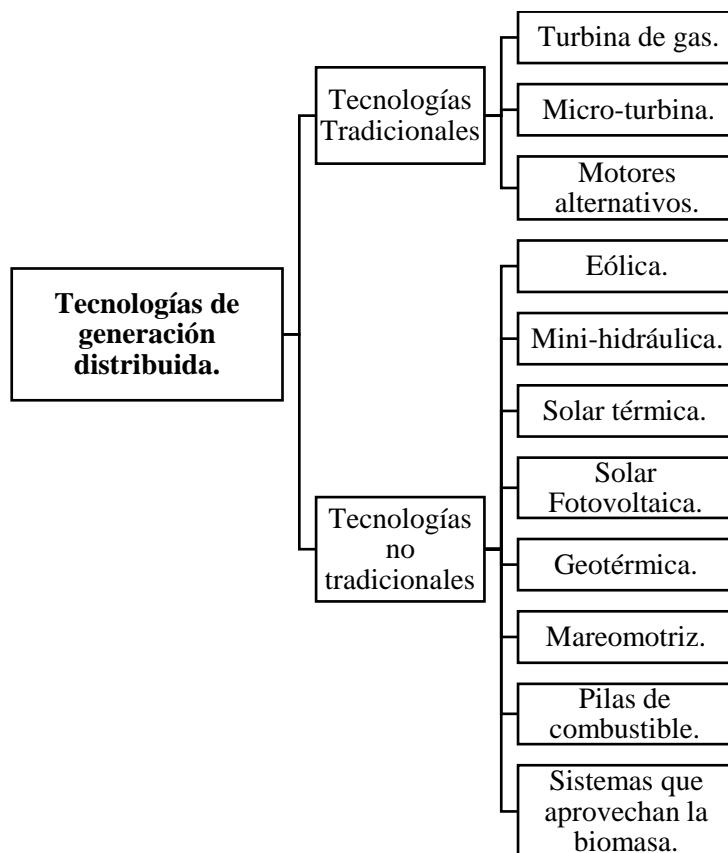 Tecnologías de
generación
distribuida.
Tecnologías
Tradicionales
Turbina de gas.
Micro-turbina.
Motores
alternativos.
Tecnologías
no
tradicionales
Eólica.
Mini-hidráulica.
Solar térmica.
Solar
Fotovoltaica.
Geotérmica.
Mareomotriz.
Pilas de
combustible.
Sistemas que
aprovechan la
biomasa.